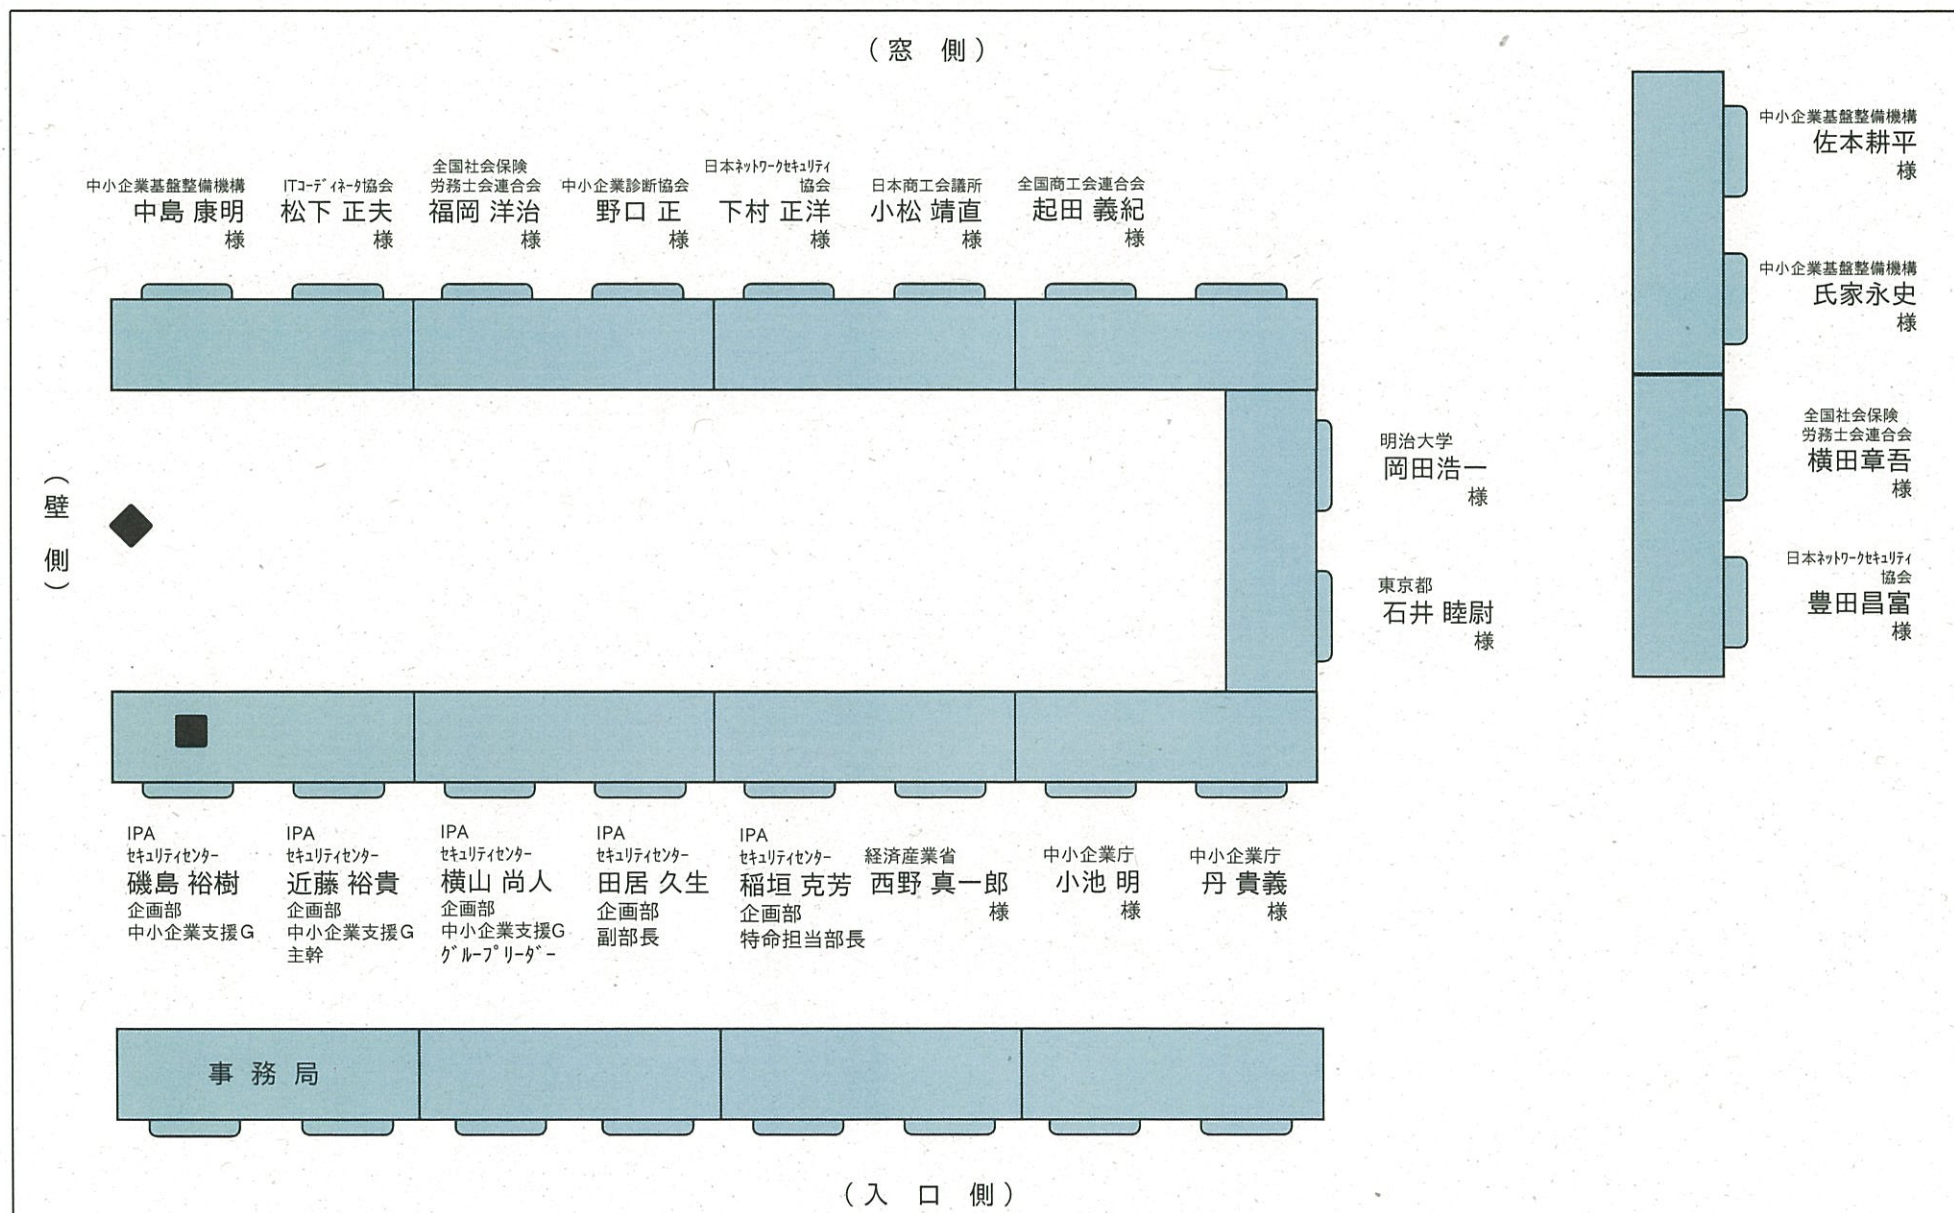 （窓　側）
中小企業基盤整備機構
中島 康明
様
ITｺｰﾃﾞｨﾈｰﾀ協会
松下 正夫
様
全国社会保険
労務士会連合会
福岡 洋治
様
中小企業診断協会
野口 正
様
日本ﾈｯﾄﾜｰｸｾｷｭﾘﾃｨ
協会
下村 正洋
様
日本商工会議所
小松 靖直
様
全国商工会連合会
起田 義紀
様
中小企業基盤整備機構
佐本耕平
様
中小企業基盤整備機構
氏家永史
様
全国社会保険
労務士会連合会
横田章吾
様
日本ﾈｯﾄﾜｰｸｾｷｭﾘﾃｨ
協会
豊田昌富
様
明治大学
岡田浩一
様
東京都
石井 睦尉
様
（壁　側）
IPA
ｾｷｭﾘﾃｨｾﾝﾀｰ
磯島 裕樹
企画部
中小企業支援G
IPA
ｾｷｭﾘﾃｨｾﾝﾀｰ
近藤 裕貴
企画部
中小企業支援G
主幹
IPA
ｾｷｭﾘﾃｨｾﾝﾀｰ
横山 尚人
企画部
中小企業支援G
ｸﾞﾙｰﾌﾟﾘｰﾀﾞｰ
IPA
ｾｷｭﾘﾃｨｾﾝﾀｰ
田居 久生
企画部
副部長
IPA
ｾｷｭﾘﾃｨｾﾝﾀｰ
稲垣 克芳
企画部
特命担当部長
経済産業省
西野 真一郎
様
中小企業庁
小池 明
様
中小企業庁
丹 貴義
様
事 務 局
（入　口　側）